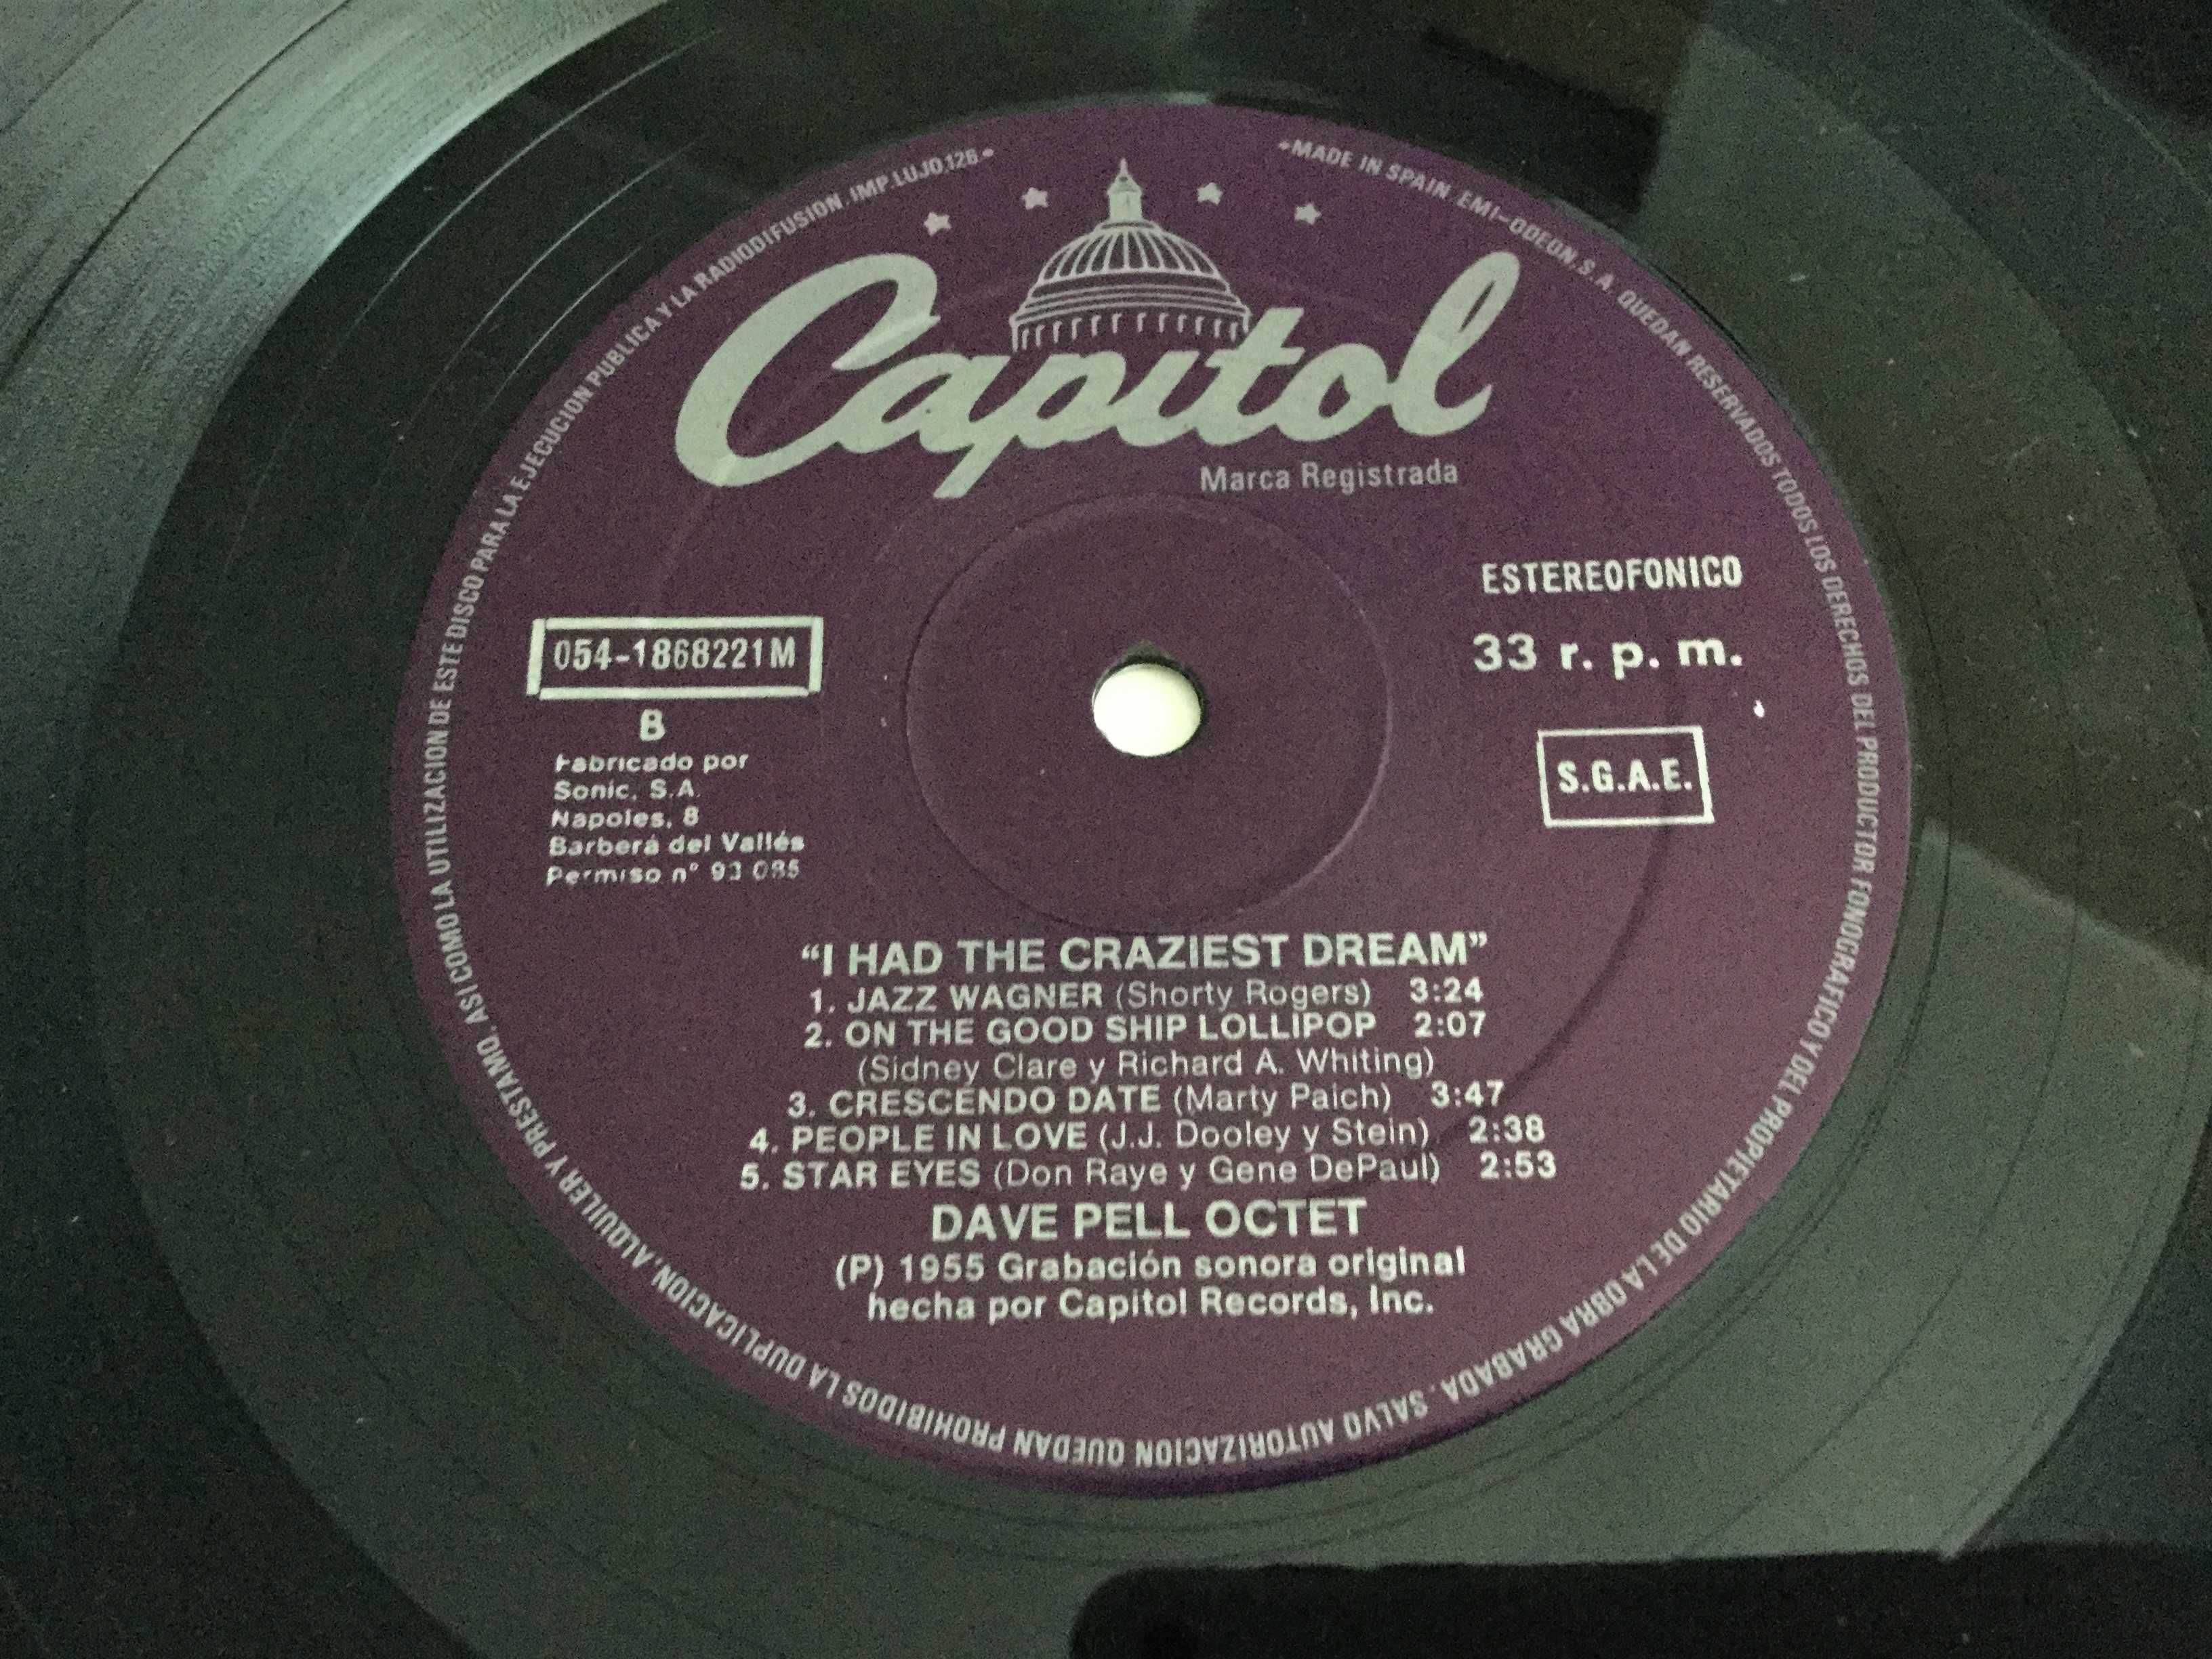 •MADE IN SPAIN. EMI-ODEON, S.A. QUEDAN RESERVADOS TODOS LOS DERECHOS DEL PRODUCTOR FONOGRAFICO Y DEL PROPIETARIO DE LA OBRA GRABADA. SALVO AUTORIZACION QUEDAN PROHIBIDOS LA DUPLICACION, ALQUILER Y PRESTAMO, ASI COMO LA UTILIZACION DE ESTE DISCO PARA LA EJECUCION PUBLICA Y LA RADIODIFUSION. IMP. LUJO, 126•
Capitol
Marca Registrada
ESTEREOFONICO
33 r. p. m.
S.G.A.E.
054-1868221M
B
Fabricado por
Sonic, S.A.
Napoles, 8
Barberá del Vallés
Permiso n° 93 085
“I HAD THE CRAZIEST DREAM”
1. JAZZ WAGNER (Shorty Rogers) 3:24
2. ON THE GOOD SHIP LOLLIPOP 2:07
(Sidney Clare y Richard A. Whiting)
3. CRESCENDO DATE (Marty Paich) 3:47
4. PEOPLE IN LOVE (J.J. Dooley y Stein) 2:38
5. STAR EYES (Don Raye y Gene DePaul) 2:53
DAVE PELL OCTET
(P) 1955 Grabación sonora original
hecha por Capitol Records, Inc.